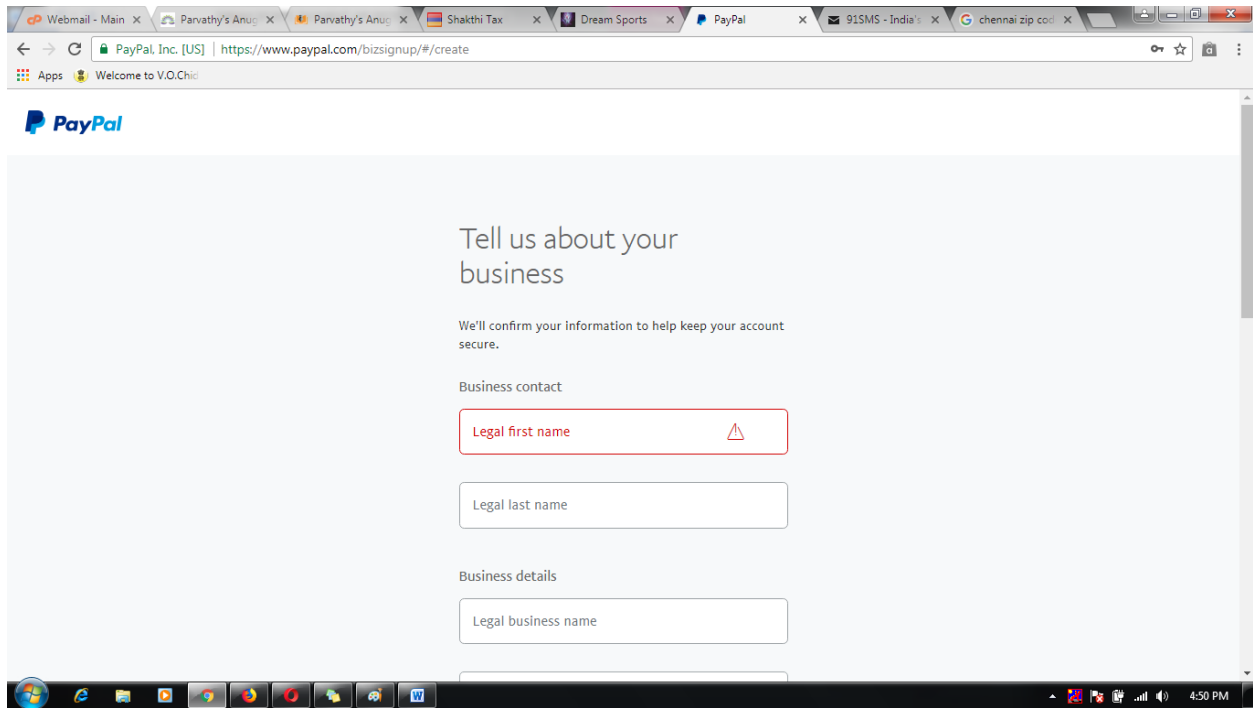 Webmail - Main
Parvathy's Anug
Parvathy's Anug
Shakthi Tax
Dream Sports
PayPal
91SMS - India's
chennai zip cod
PayPal, Inc. [US] | https://www.paypal.com/bizsignup/#/create
Apps
Welcome to V.O.Chid
PayPal
Tell us about your
business
We'll confirm your information to help keep your account
secure.
Business contact
Legal first name
Legal last name
Business details
Legal business name
4:50 PM